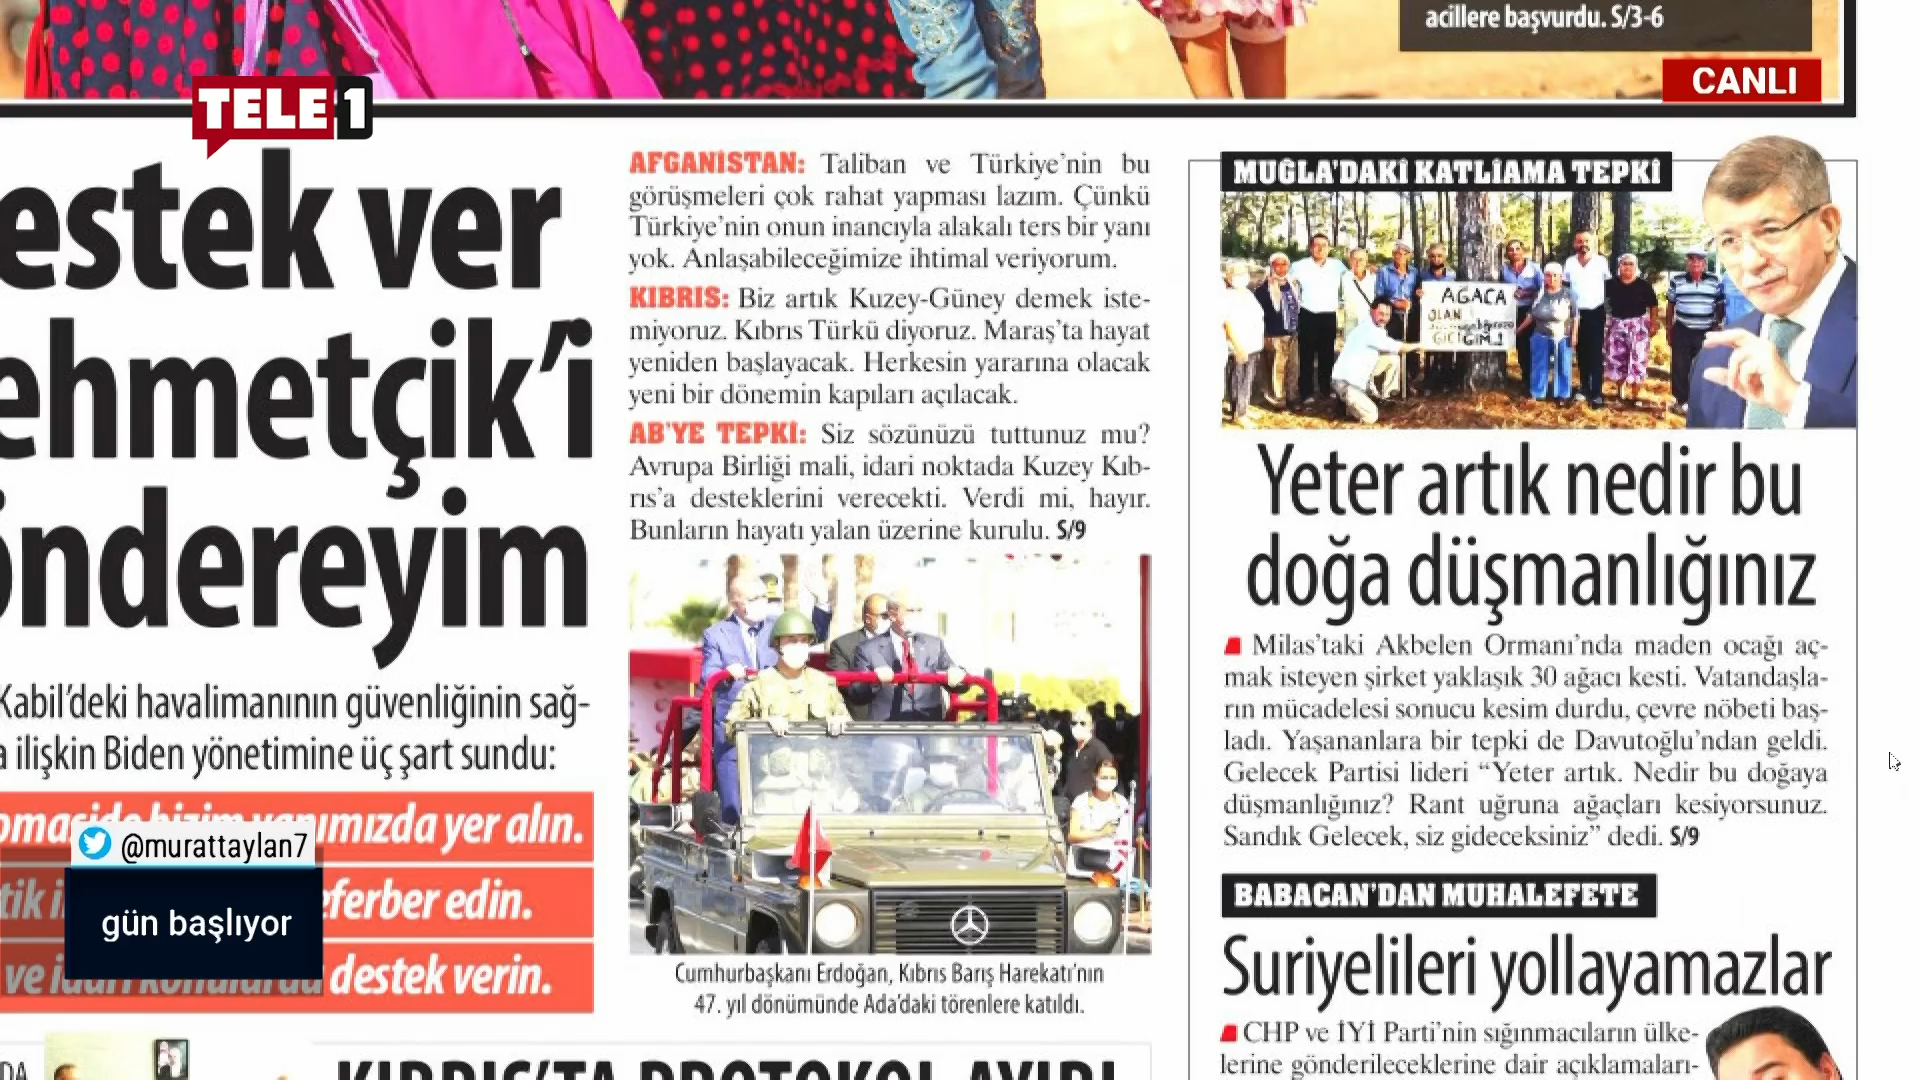 acillere başvurdu. S/3-6
CANLI
TELE1
estek ver
ehmetçik'i
öndereyim
Kabil'deki havalimanının güvenliğinin sağ-
a ilişkin Biden yönetimine üç şart sundu:
yer alın.
eferber edin.
destek verin.
@murattaylan7
gün başlıyor
AFGANİSTAN: Taliban ve Türkiye'nin bu
görüşmeleri çok rahat yapması lazım. Çünkü
Türkiye'nin onun inancıyla alakalı ters bir yanı
yok. Anlaşabileceğimize ihtimal veriyorum.
KIBRIS: Biz artık Kuzey-Güney demek iste-
miyoruz. Kıbrıs Türkü diyoruz. Maraş'ta hayat
yeniden başlayacak. Herkesin yararına olacak
yeni bir dönemin kapıları açılacak.
AB'YE TEPKİ: Siz sözünüzü tuttunuz mu?
Avrupa Birliği mali, idari noktada Kuzey Kıb-
rıs'a desteklerini verecekti. Verdi mi, hayır.
Bunların hayatı yalan üzerine kurulu. S/9
Cumhurbaşkanı Erdoğan, Kıbrıs Barış Harekatı'nın
47. yıl dönümünde Ada'daki törenlere katıldı.
KIBRIS'TA PROTOKOL AYIBI
MUĞLA'DAKİ KATLİAMA TEPKİ
AĞACA
Yeter artık nedir bu
doğa düşmanlığınız
Milas'taki Akbelen Ormanı'nda maden ocağı aç-
mak isteyen şirket yaklaşık 30 ağacı kesti. Vatandaşla-
rın mücadelesi sonucu kesim durdu, çevre nöbeti baş-
ladı. Yaşananlara bir tepki de Davutoğlu'ndan geldi.
Gelecek Partisi lideri “Yeter artık. Nedir bu doğaya
düşmanlığınız? Rant uğruna ağaçları kesiyorsunuz.
Sandık Gelecek, siz gideceksiniz” dedi. S/9
BABACAN'DAN MUHALEFETE
Suriyelileri yollayamazlar
CHP ve İYİ Parti'nin sığınmacıların ülke-
lerine gönderileceklerine dair açıklamaları-